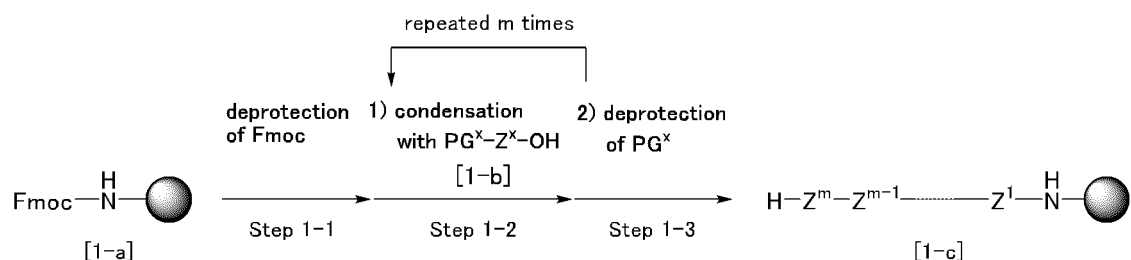 repeated m times
deprotection
of Fmoc
1) condensation
with PGˣ-Zˣ-OH
[1-b]
2) deprotection
of PGˣ
Fmoc-N
H
H-Zᵐ-Zᵐ⁻¹ Z¹-N
H
Step 1-1 Step 1-2 Step 1-3
[1-a] [1-c]